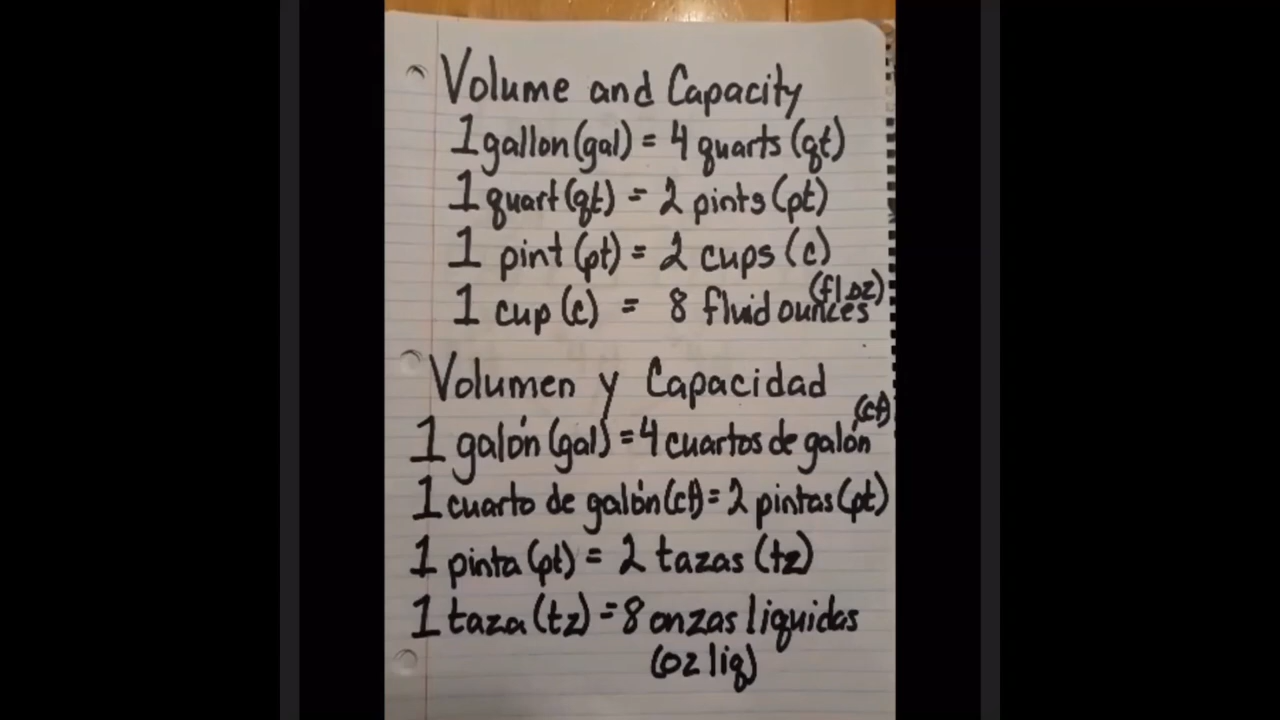 Volume and Capacity
1 gallon (gal) = 4 quarts (qt)
1 quart (qt) = 2 pints (pt)
1 pint (pt) = 2 cups (c)
(fl oz)
1 cup (c) = 8 fluid ounces
Volumen y Capacidad
(ct)
1 galón (gal) = 4 cuartos de galón
1 cuarto de galón (ct) = 2 pintas (pt)
1 pinta (pt) = 2 tazas (tz)
1 taza (tz) = 8 onzas liquidas
(oz liq)